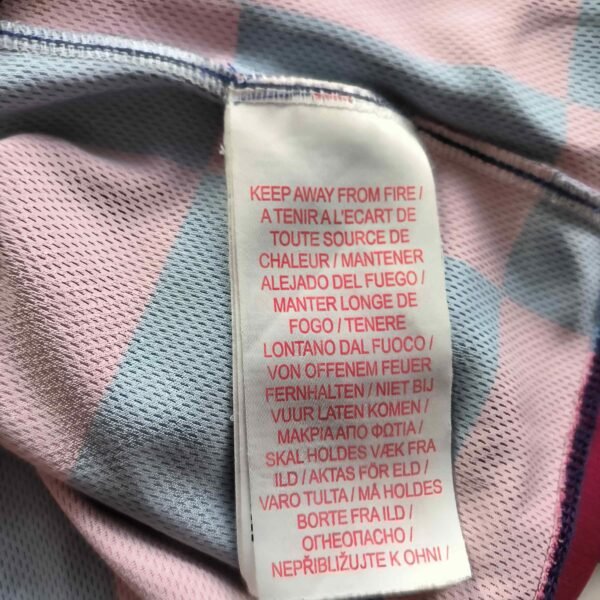 KEEP AWAY FROM FIRE /
A TENIR A L'ECART DE
TOUTE SOURCE DE
CHALEUR / MANTENER
ALEJADO DEL FUEGO /
MANTER LONGE DE
FOGO / TENERE
LONTANO DAL FUOCO /
VON OFFENEM FEUER
FERNHALTEN / NIET BIJ
VUUR LATEN KOMEN /
ΜΑΚΡΙΑ ΑΠΟ ΦΩΤΙΑ /
SKAL HOLDES VÆK FRA
ILD / AKTAS FÖR ELD /
VARO TULTA / MÅ HOLDES
BORTE FRA ILD /
ОГНЕОПАСНО /
NEPŘIBLIŽUJTE K OHNI /